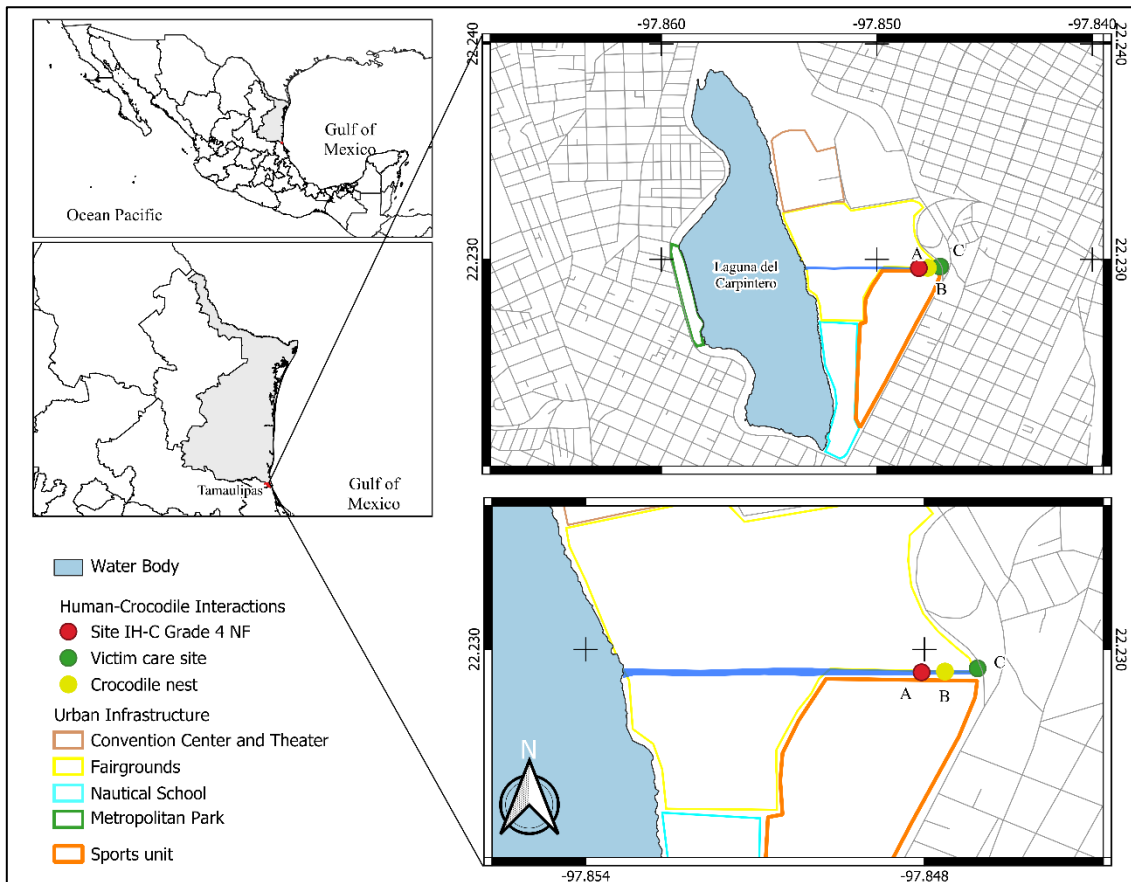 Gulf of
Mexico
Ocean Pacific
Tamaulipas
Gulf of
Mexico
Water Body
Human-Crocodile Interactions
Site IH-C Grade 4 NF
Victim care site
Crocodile nest
Urban Infrastructure
Convention Center and Theater
Fairgrounds
Nautical School
Metropolitan Park
Sports unit
-97.860
-97.850
-97.840
22.240
22.240
22.230
22.230
Laguna del
Carpintero
A
B
C
22.230
22.230
A
B
C
N
-97.854
-97.848